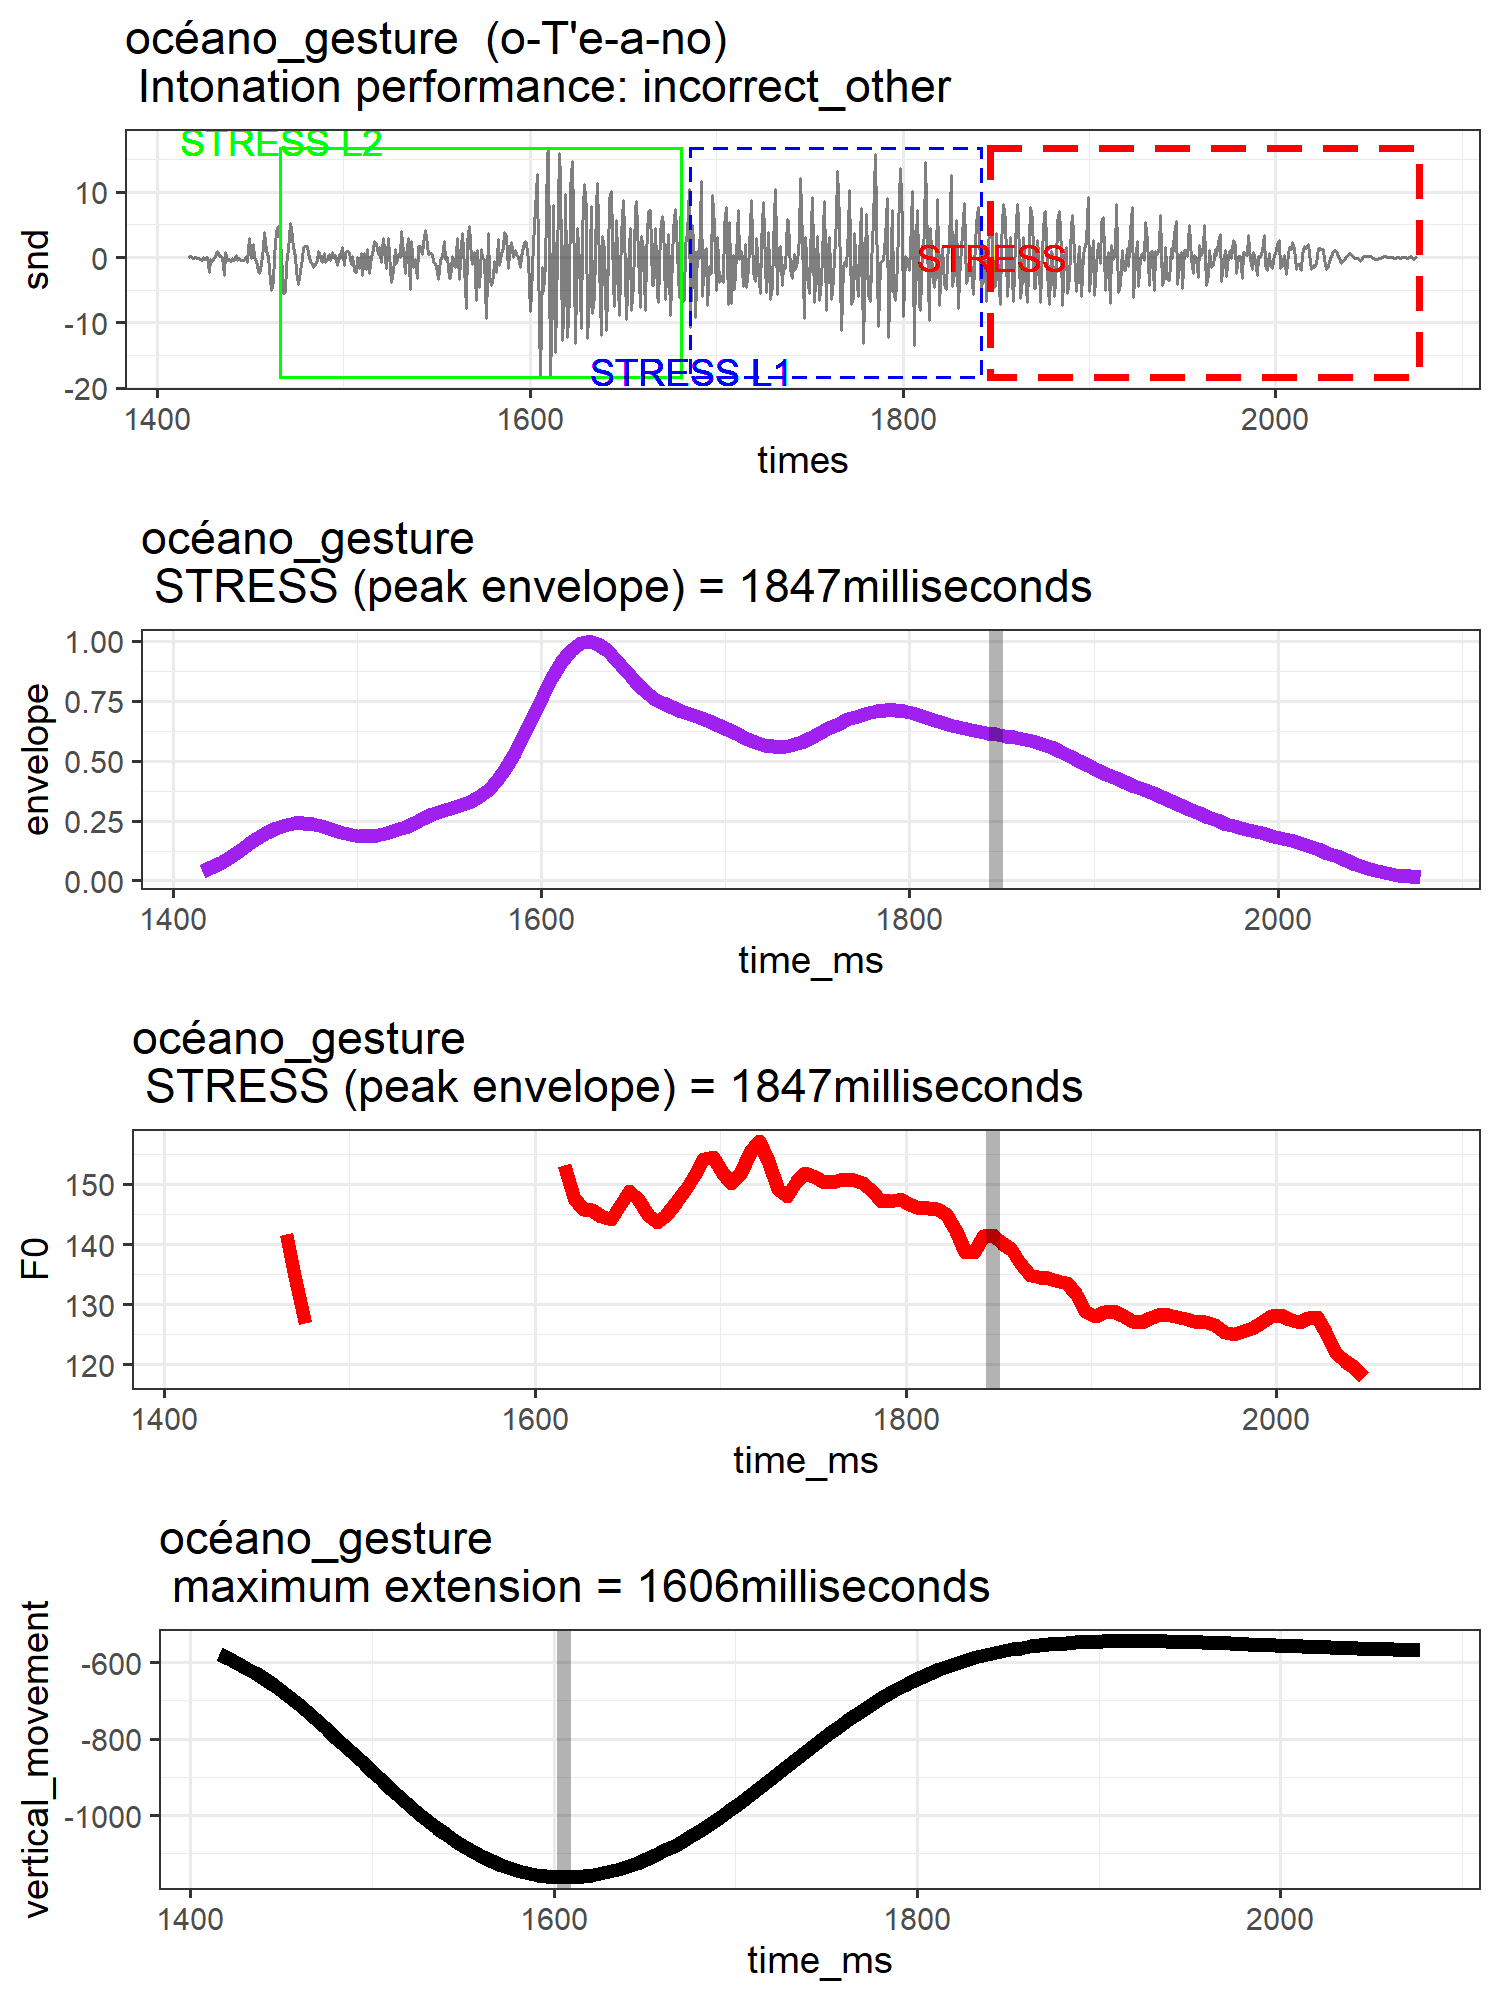 océano_gesture  (o-T'e-a-no)
Intonation performance: incorrect_other
STRESS L2
STRESS
STRESS L1
snd
10
0
-10
-20
1400 1600 1800 2000
times
océano_gesture
STRESS (peak envelope) = 1847milliseconds
envelope
1.00
0.75
0.50
0.25
0.00
1400 1600 1800 2000
time_ms
océano_gesture
STRESS (peak envelope) = 1847milliseconds
F0
150
140
130
120
1400 1600 1800 2000
time_ms
océano_gesture
maximum extension = 1606milliseconds
vertical_movement
-600
-800
-1000
1400 1600 1800 2000
time_ms